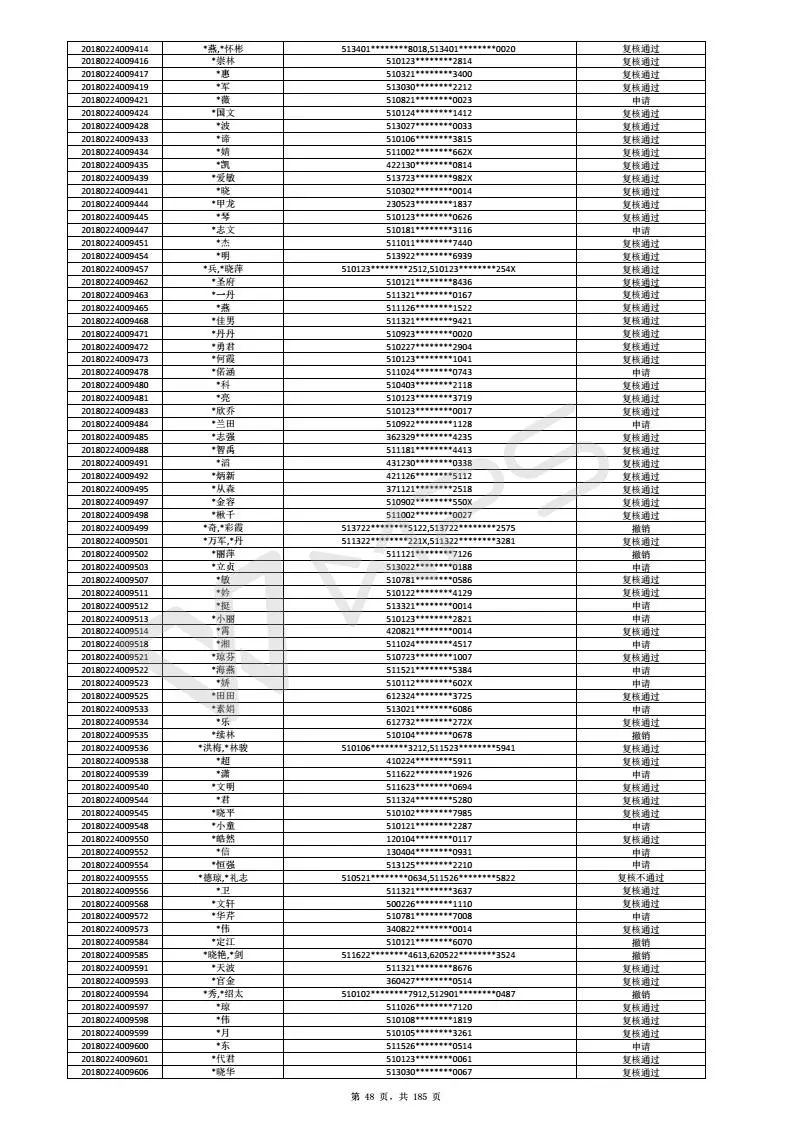 20180224009414 *燕,*怀彬 513401********8018,513401********0020 复核通过
20180224009416 *崇林 510123********2814 复核通过
20180224009417 *惠 510321********3400 复核通过
20180224009419 *军 513030********2212 复核通过
20180224009421 *薇 510821********0023 申请
20180224009424 *国文 510124********1412 复核通过
20180224009428 *波 513027********0033 复核通过
20180224009433 *谛 510106********3815 复核通过
20180224009434 *婧 511002********662X 复核通过
20180224009435 *凯 422130********0814 复核通过
20180224009439 *爱敏 513723********982X 复核通过
20180224009441 *晓 510302********0014 复核通过
20180224009444 *甲龙 230523********1837 复核通过
20180224009445 *琴 510123********0626 复核通过
20180224009447 *志文 510181********3116 申请
20180224009451 *杰 511011********7440 复核通过
20180224009454 *明 513922********6939 复核通过
20180224009457 *兵,*晓萍 510123********2512,510123********254X 复核通过
20180224009462 *圣府 510121********8436 复核通过
20180224009463 *一丹 511321********0167 复核通过
20180224009465 *燕 511126********1522 复核通过
20180224009468 *佳男 511321********9421 复核通过
20180224009471 *丹丹 510923********0020 复核通过
20180224009472 *勇君 510227********2904 复核通过
20180224009473 *何霞 510123********1041 复核通过
20180224009478 *偌涵 511024********0743 申请
20180224009480 *科 510403********2118 复核通过
20180224009481 *亮 510123********3719 复核通过
20180224009483 *欣乔 510123********0017 复核通过
20180224009484 *兰田 510922********1128 申请
20180224009485 *志强 362329********4235 复核通过
20180224009488 *智禹 511181********4413 复核通过
20180224009491 *滔 431230********0338 复核通过
20180224009492 *炳新 421126********5112 复核通过
20180224009495 *从森 371121********2518 复核通过
20180224009497 *金容 510902********550X 复核通过
20180224009498 *楸千 511002********0027 复核通过
20180224009499 *奇,*彩霞 513722********5122,513722********2575 撤销
20180224009501 *万军,*丹 511322********221X,511322********3281 复核通过
20180224009502 *丽萍 511121********7126 撤销
20180224009503 *立贞 513022********0188 申请
20180224009507 *敏 510781********0586 复核通过
20180224009511 *妗 510122********4129 复核通过
20180224009512 *挺 513321********0014 申请
20180224009513 *小丽 510123********2821 申请
20180224009514 *霄 420821********0014 复核通过
20180224009518 *湘 511024********4517 申请
20180224009521 *琼芬 510723********1007 复核通过
20180224009522 *海燕 511521********5384 申请
20180224009523 *娇 510112********602X 申请
20180224009525 *田田 612324********3725 复核通过
20180224009533 *素娟 513021********6086 申请
20180224009534 *乐 612732********272X 复核通过
20180224009535 *续林 510104********0678 撤销
20180224009536 *洪梅,*林骏 510106********3212,511523********5941 复核通过
20180224009538 *超 410224********5911 复核通过
20180224009539 *潇 511622********1926 申请
20180224009540 *文明 511623********0694 复核通过
20180224009544 *君 511324********5280 复核通过
20180224009545 *晓平 510102********7985 复核通过
20180224009548 *小童 510121********2287 申请
20180224009550 *皓然 120104********0117 复核通过
20180224009552 *信 130404********0931 申请
20180224009554 *恒强 513125********2210 申请
20180224009555 *德琼,*礼志 510521********0634,511526********5822 复核不通过
20180224009556 *卫 511321********3637 复核通过
20180224009568 *文轩 500226********1110 复核通过
20180224009572 *华芹 510781********7008 申请
20180224009573 *伟 340822********0014 复核通过
20180224009584 *定江 510121********6070 撤销
20180224009585 *晓艳,*剑 511622********4613,620522********3524 撤销
20180224009591 *天波 511321********8676 复核通过
20180224009593 *官金 360427********0514 复核通过
20180224009594 *秀,*绍太 510102********7912,512901********0487 撤销
20180224009597 *琼 511026********7120 复核通过
20180224009598 *伟 510108********1819 复核通过
20180224009599 *月 510105********3261 复核通过
20180224009600 *东 511526********0514 申请
20180224009601 *代君 510123********0061 复核通过
20180224009606 *晓华 513030********0067 复核通过
第 48 页,共 185 页